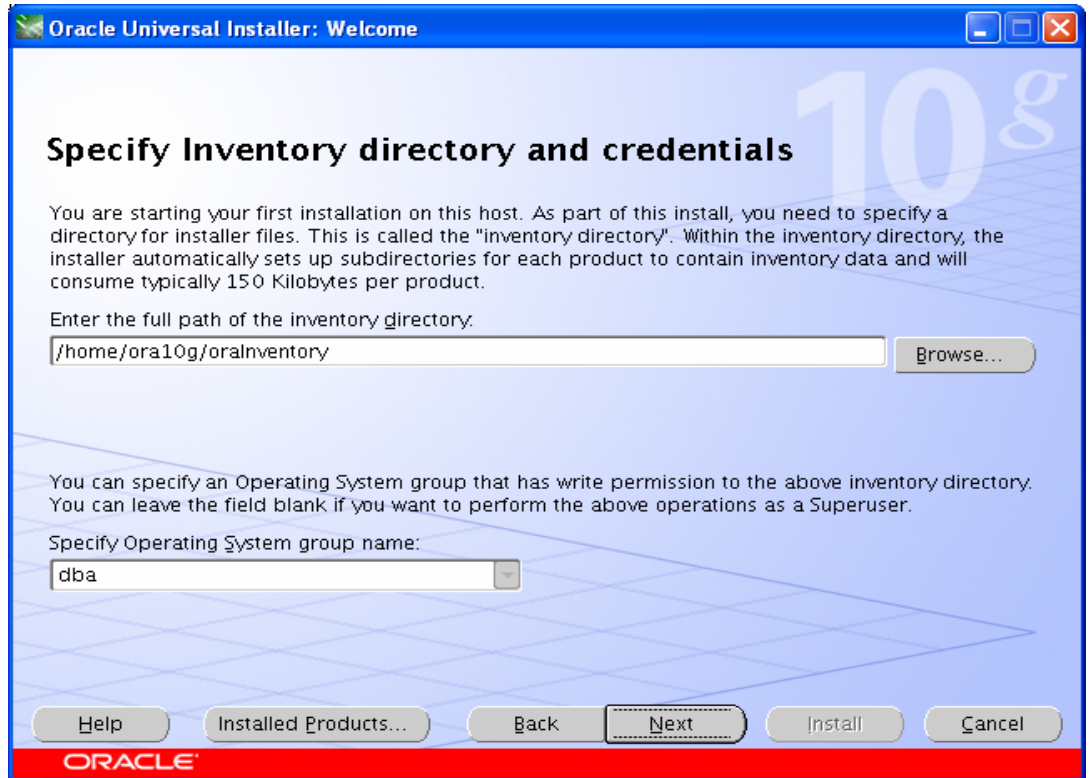 Oracle Universal Installer: Welcome
10g
Specify Inventory directory and credentials
You are starting your first installation on this host. As part of this install, you need to specify a
directory for installer files. This is called the "inventory directory". Within the inventory directory, the
installer automatically sets up subdirectories for each product to contain inventory data and will
consume typically 150 Kilobytes per product.
Enter the full path of the inventory directory:
/home/ora10g/oraInventory
Browse...
You can specify an Operating System group that has write permission to the above inventory directory.
You can leave the field blank if you want to perform the above operations as a Superuser.
Specify Operating System group name:
dba
Help Installed Products... Back Next Install Cancel
ORACLE